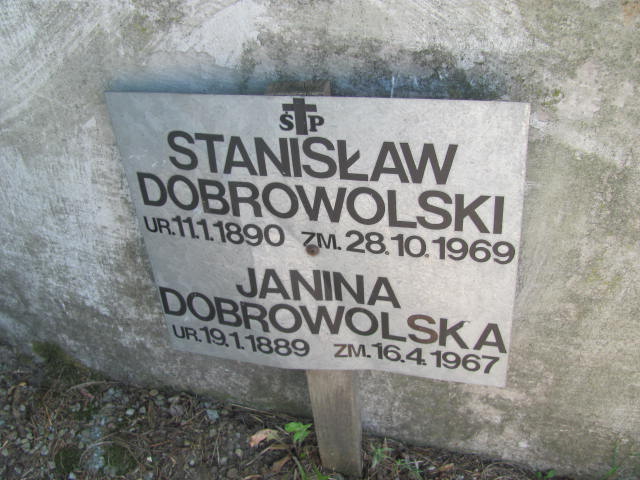 ŚP
STANISŁAW
DOBROWOLSKI
UR.11.1.1890 ZM.28.10.1969
JANINA
DOBROWOLSKA
UR.19.1.1889 ZM.16.4.1967